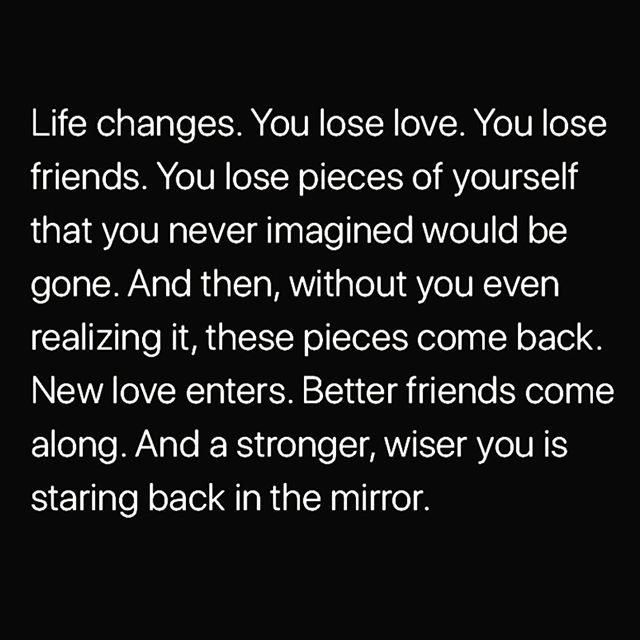 Life changes. You lose love. You lose
friends. You lose pieces of yourself
that you never imagined would be
gone. And then, without you even
realizing it, these pieces come back.
New love enters. Better friends come
along. And a stronger, wiser you is
staring back in the mirror.